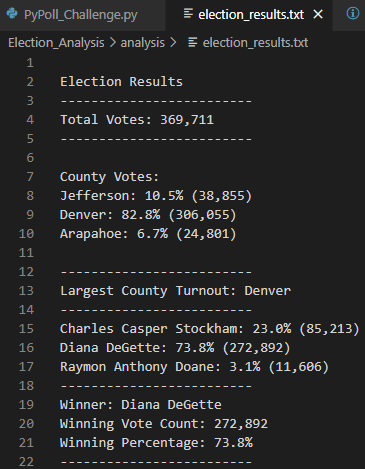 PyPoll_Challenge.py election_results.txt
Election_Analysis > analysis > election_results.txt
1
2 Election Results
3 -------------------------
4 Total Votes: 369,711
5 -------------------------
6
7 County Votes:
8 Jefferson: 10.5% (38,855)
9 Denver: 82.8% (306,055)
10 Arapahoe: 6.7% (24,801)
11
12 -------------------------
13 Largest County Turnout: Denver
14 -------------------------
15 Charles Casper Stockham: 23.0% (85,213)
16 Diana DeGette: 73.8% (272,892)
17 Raymon Anthony Doane: 3.1% (11,606)
18 -------------------------
19 Winner: Diana DeGette
20 Winning Vote Count: 272,892
21 Winning Percentage: 73.8%
22 -------------------------